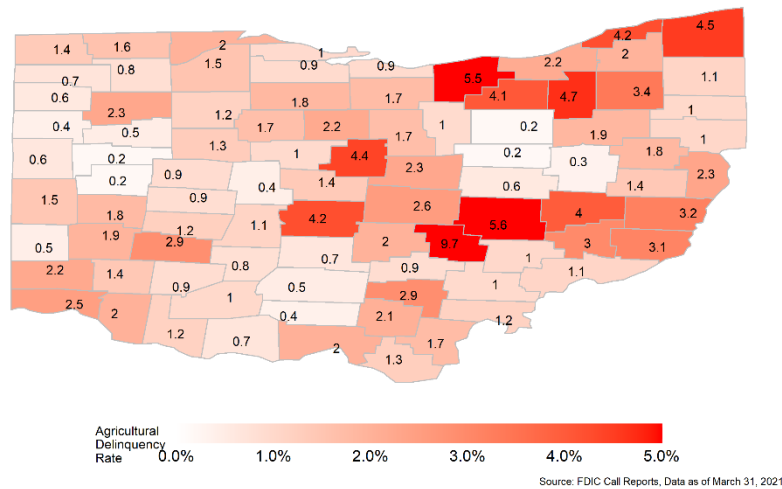 4.5
4.2
1.4 1.6 2 1 2
1.5 0.9 0.9 2.2
0.7 0.8 5.5 1.1
0.6 1.8 1.7 4.1 4.7 3.4
2.3 1.2 1
0.4 0.5 1.7 2.2 1.7 1 0.2 1.9 1
1.3 1 0.2 1.8
0.6 0.2 4.4 2.3 0.3 2.3
0.2 0.9 0.4 1.4 0.6 1.4
1.5 0.9 2.6
1.8 1.2 1.1 4.2 5.6 4 3.2
0.5 1.9 2.9 2 9.7 3 3.1
0.7 1
2.2 1.4 0.8 0.9 1.1
0.9 0.5 1
2.5 1 2.9
2 0.4 2.1 1.2
1.2 0.7 2 1.7
1.3
Agricultural
Delinquency
Rate
0.0% 1.0% 2.0% 3.0% 4.0% 5.0%
Source: FDIC Call Reports, Data as of March 31, 2021